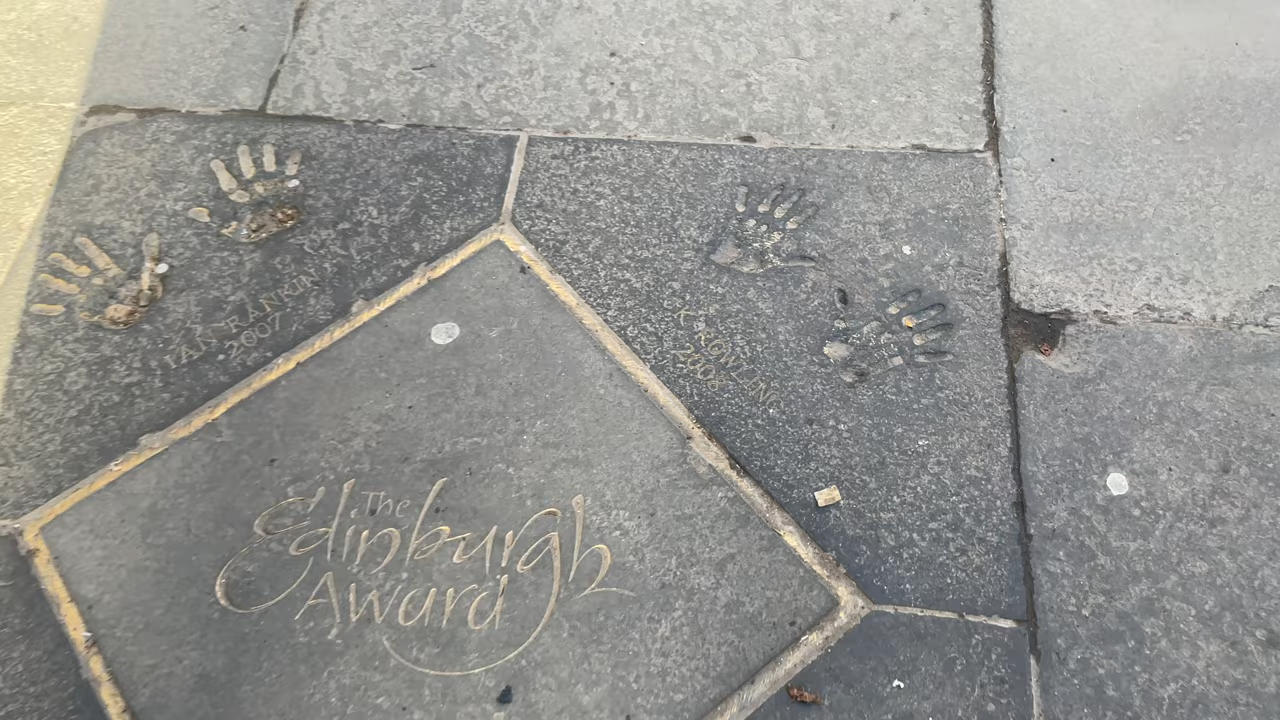 IAN RANKIN
2007
J K ROWLING
2008
The
Edinburgh
Award